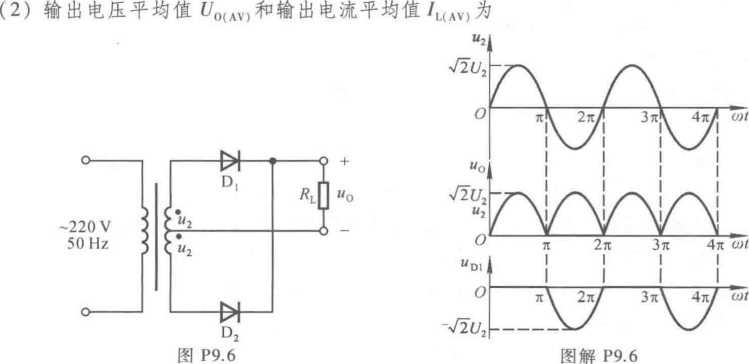 (2) 输出电压平均值 U_O(AV) 和输出电流平均值 I_L(AV) 为
~220 V
50 Hz
D₁
D₂
u₂
u₂
+
R_L
u_O
−
图 P9.6
u₂
√2U₂
O
π
2π
3π
4π
ωt
u_O
√2U₂
u₂
O
π
2π
3π
4π
ωt
u_D1
O
π
2π
3π
4π
ωt
-√2U₂
图解 P9.6